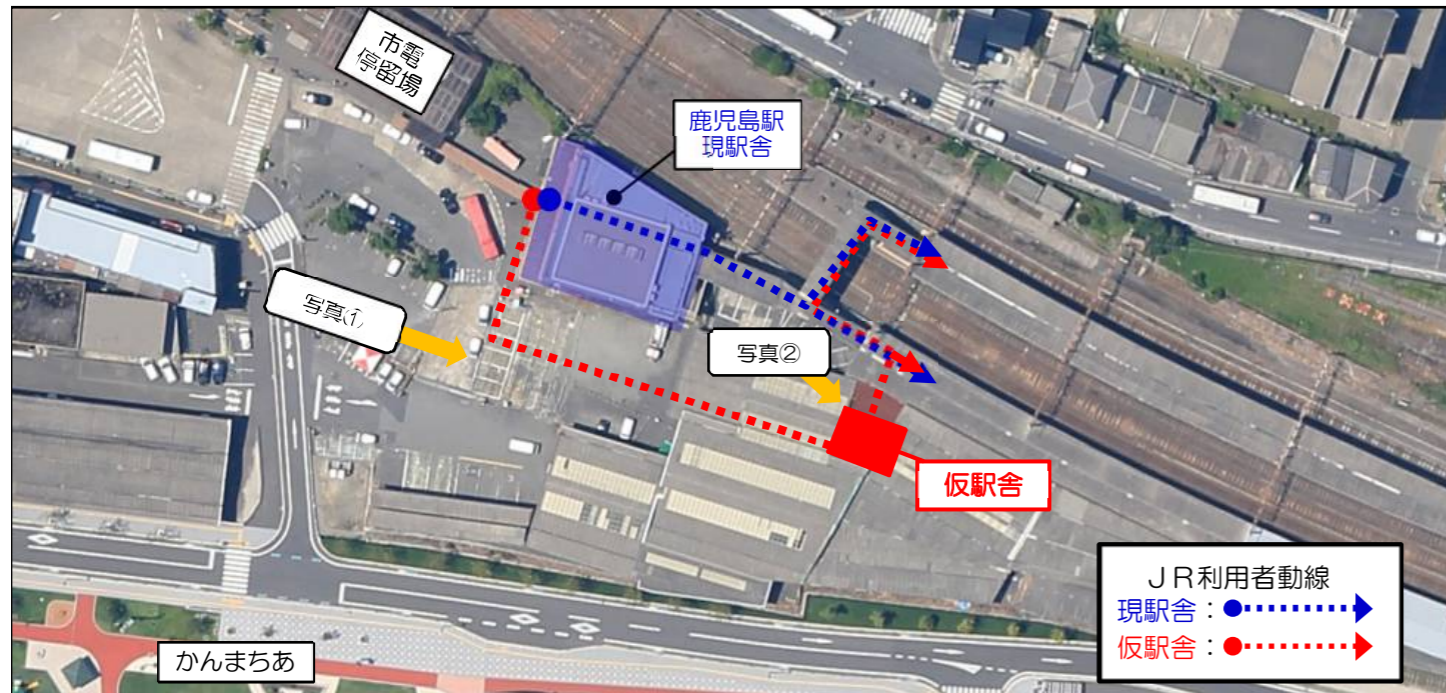 市電
停留場
鹿児島駅
現駅舎
写真①
写真②
仮駅舎
ＪＲ利用者動線
現駅舎：
仮駅舎：
かんまちあ